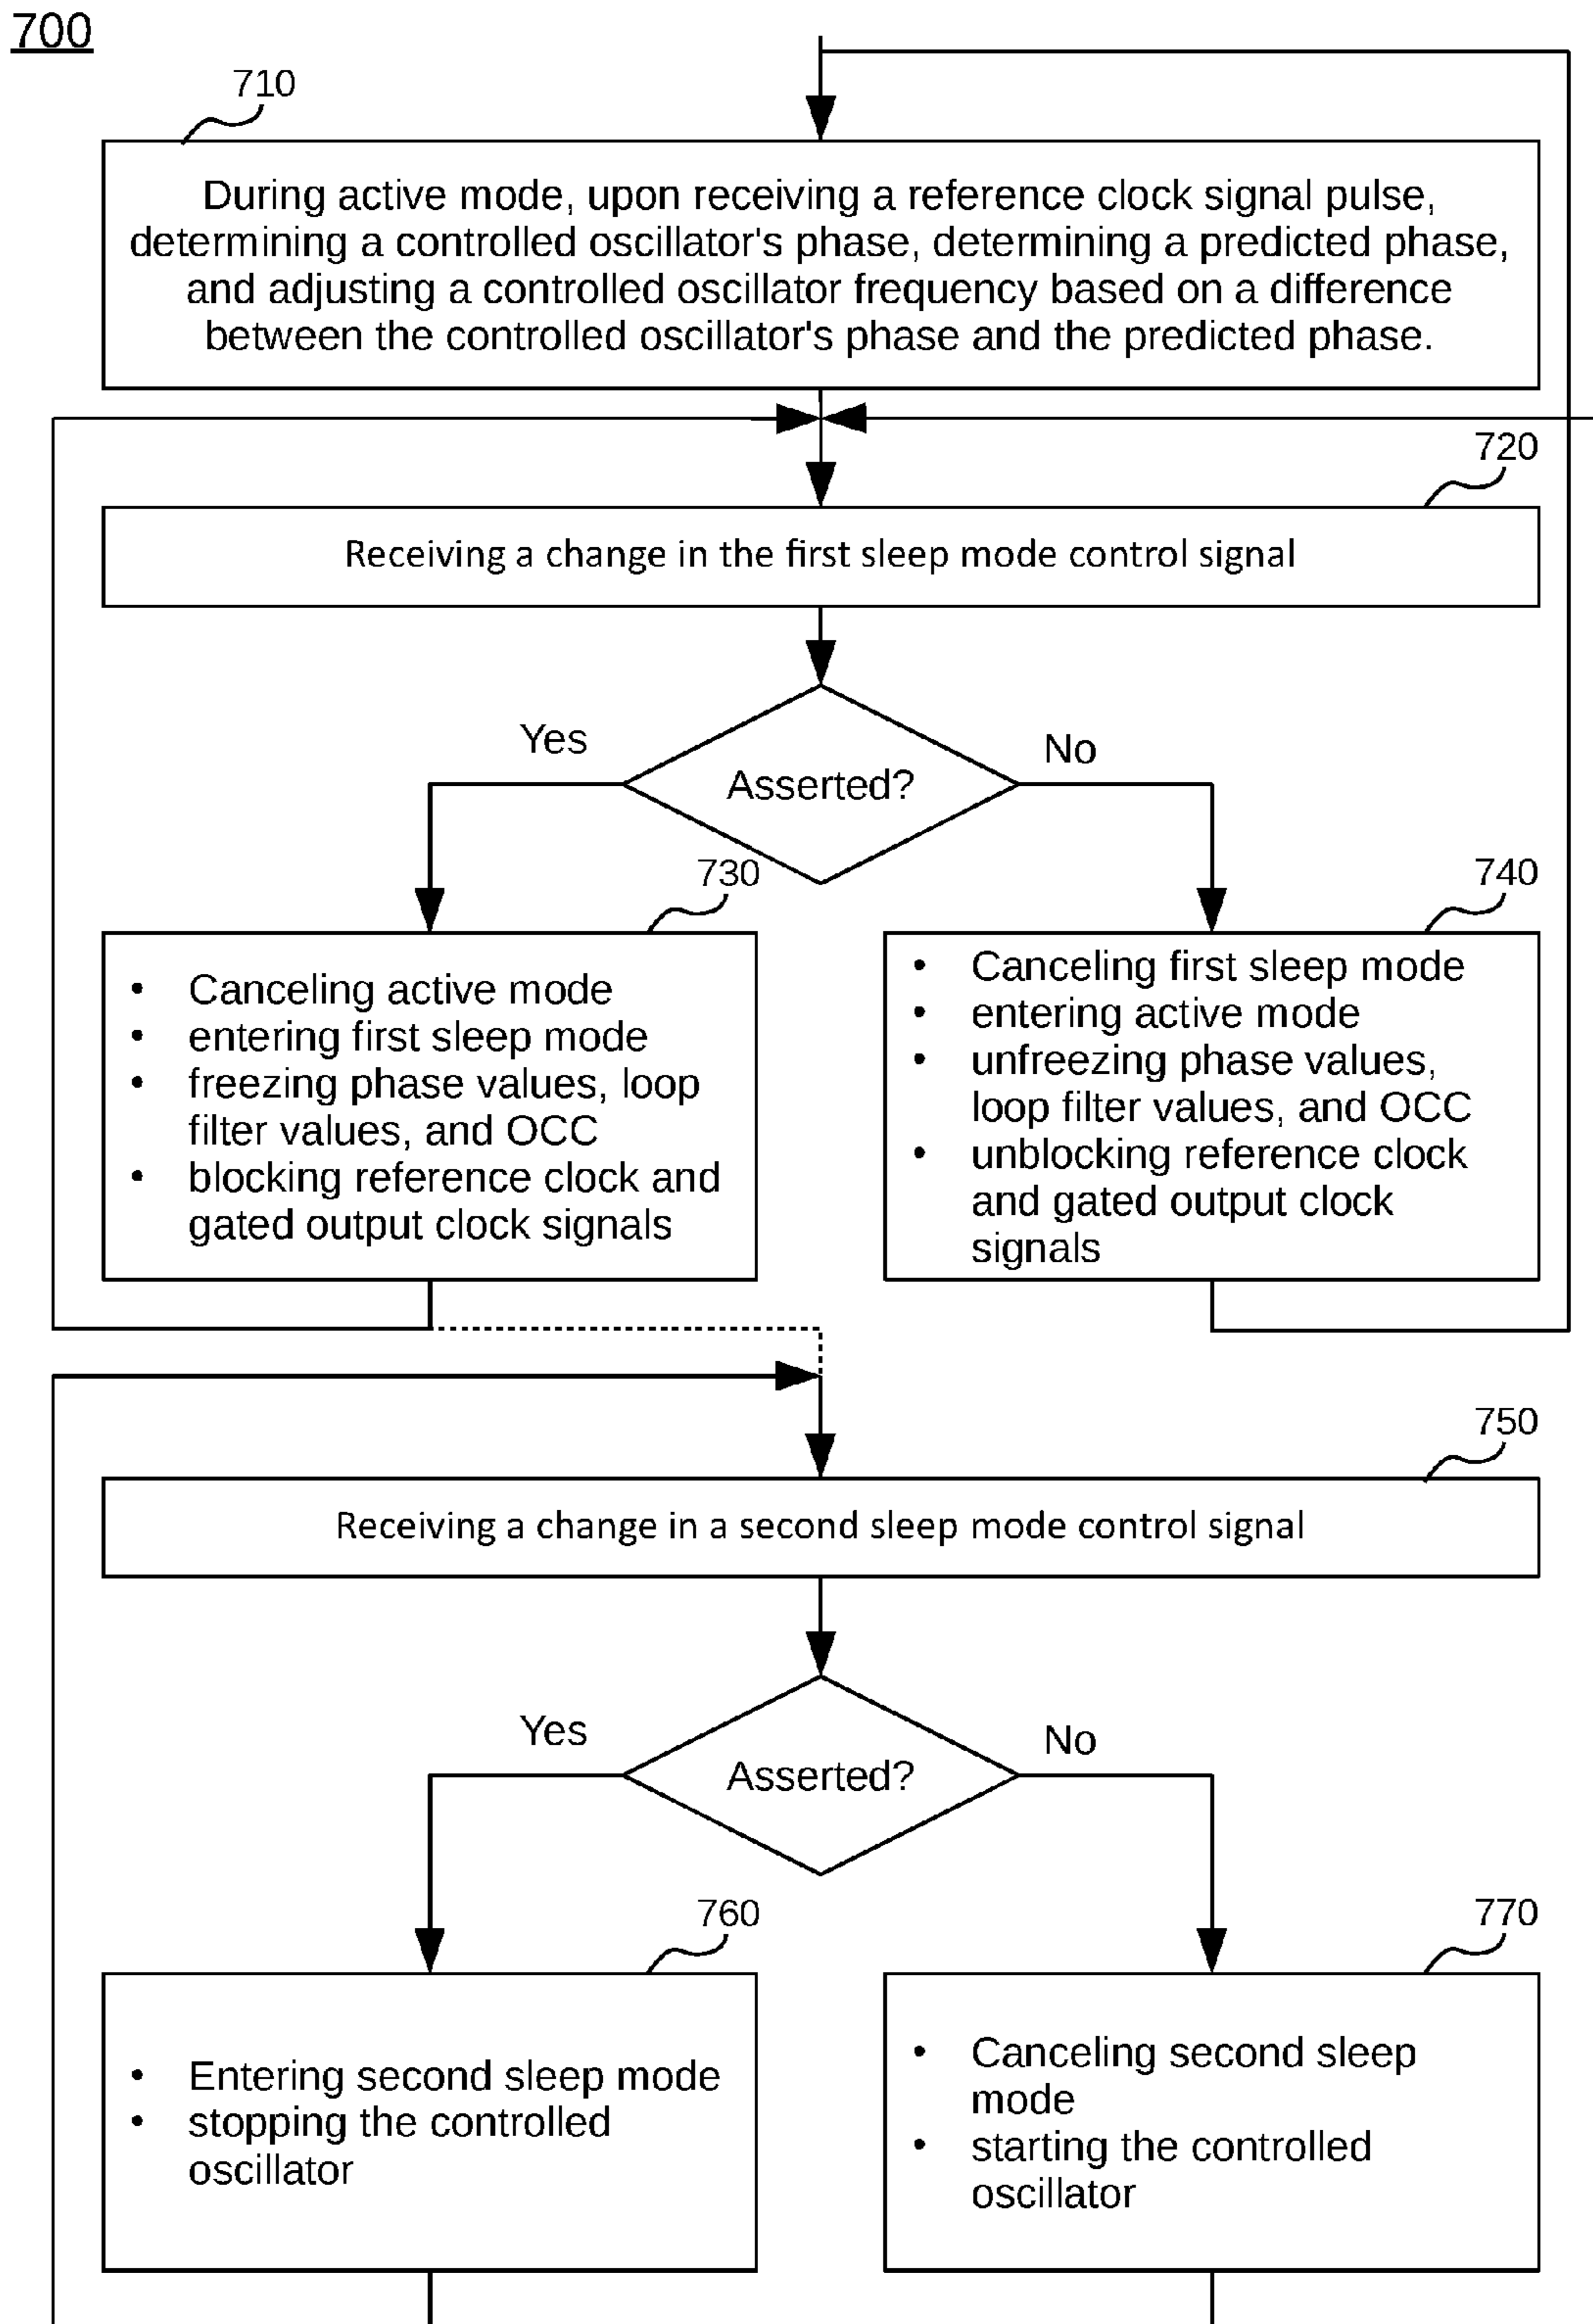 700
710
During active mode, upon receiving a reference clock signal pulse,
determining a controlled oscillator's phase, determining a predicted phase,
and adjusting a controlled oscillator frequency based on a difference
between the controlled oscillator's phase and the predicted phase.
720
Receiving a change in the first sleep mode control signal
Yes
No
Asserted?
730
740
• Canceling active mode
• entering first sleep mode
• freezing phase values, loop
filter values, and OCC
• blocking reference clock and
gated output clock signals
• Canceling first sleep mode
• entering active mode
• unfreezing phase values,
loop filter values, and OCC
• unblocking reference clock
and gated output clock
signals
750
Receiving a change in a second sleep mode control signal
Yes
No
Asserted?
760
770
• Entering second sleep mode
• stopping the controlled
oscillator
• Canceling second sleep
mode
• starting the controlled
oscillator